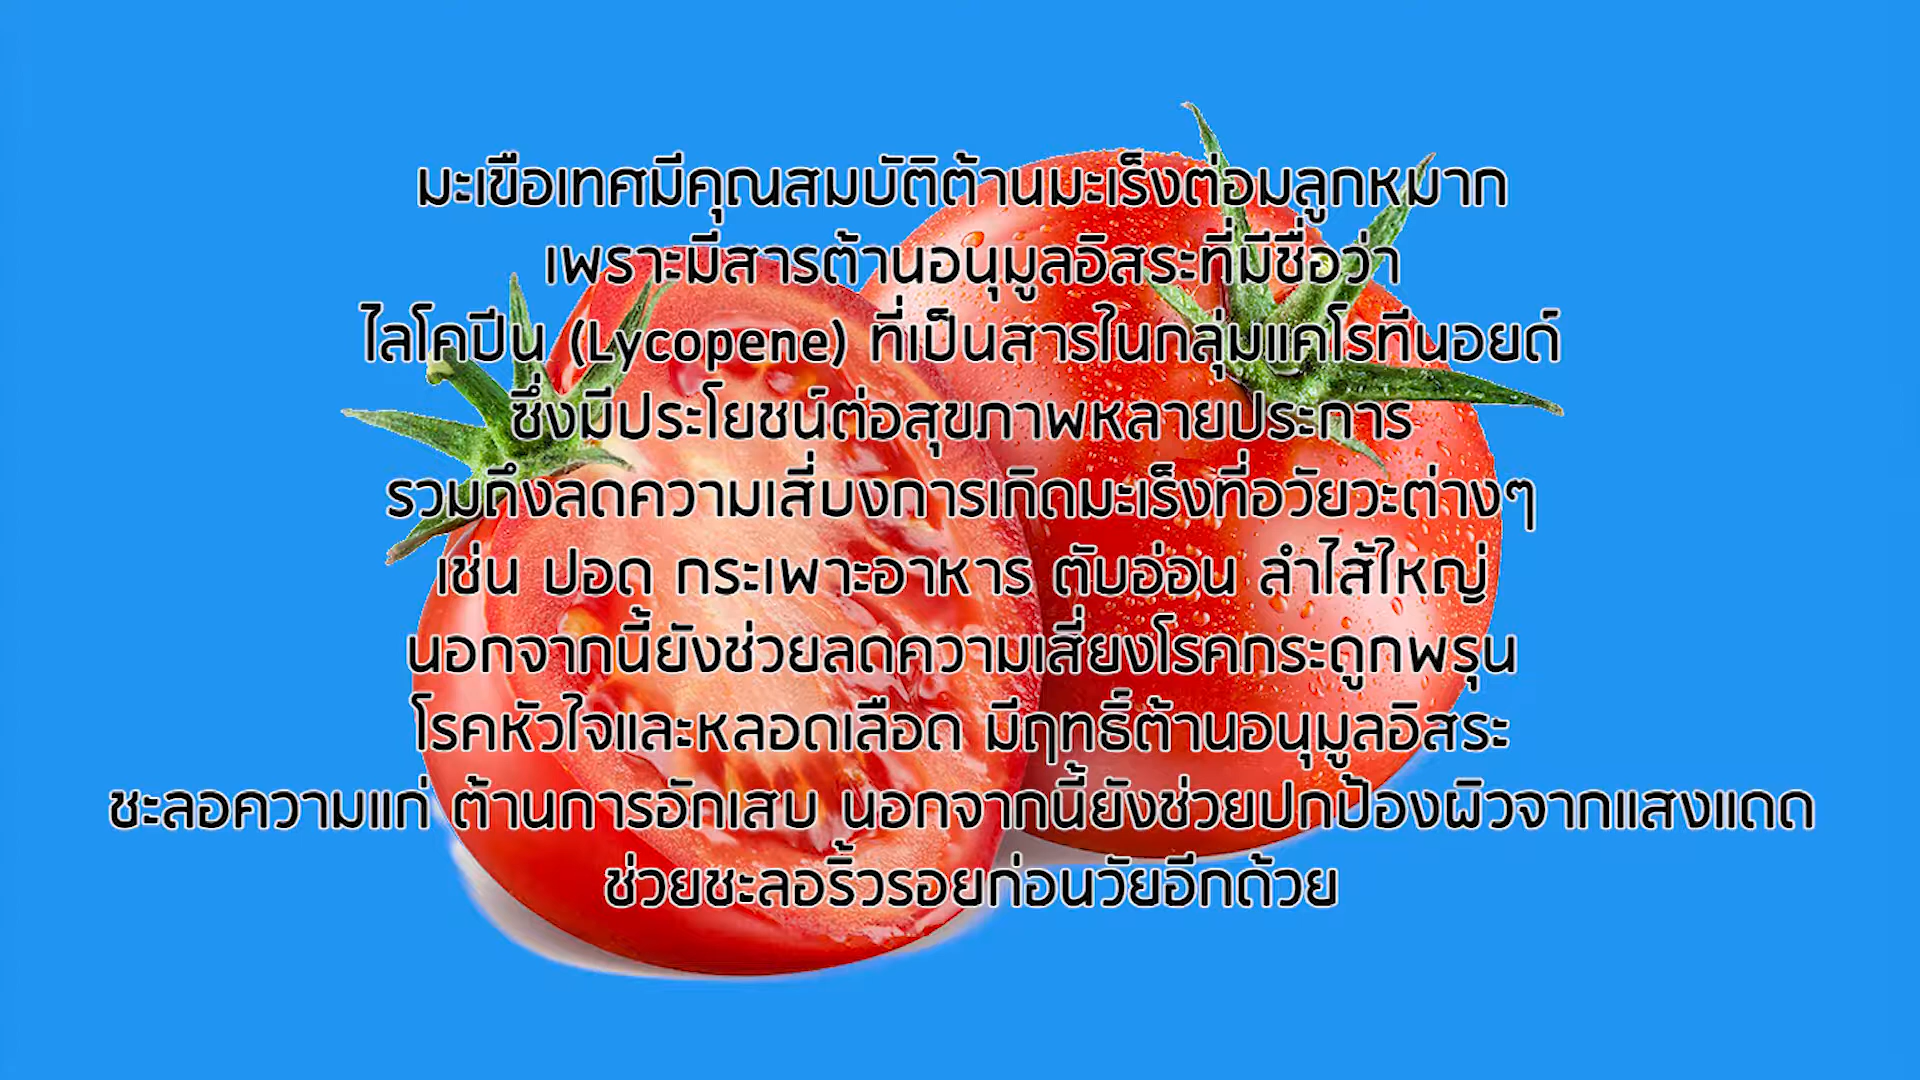 มะเขือเทศมีคุณสมบัติต้านมะเร็งต่อมลูกหมาก
เพราะมีสารต้านอนุมูลอิสระที่มีชื่อว่า
ไลโคปีน (Lycopene) ที่เป็นสารในกลุ่มแคโรทีนอยด์
ซึ่งมีประโยชน์ต่อสุขภาพหลายประการ
รวมถึงลดความเสี่บงการเกิดมะเร็งที่อวัยวะต่างๆ
เช่น ปอด กระเพาะอาหาร ตับอ่อน ลำไส้ใหญ่
นอกจากนี้ยังช่วยลดความเสี่ยงโรคกระดูกพรุน
โรคหัวใจและหลอดเลือด มีฤทธิ์ต้านอนุมูลอิสระ
ชะลอความแก่ ต้านการอักเสบ นอกจากนี้ยังช่วยปกป้องผิวจากแสงแดด
ช่วยชะลอริ้วรอยก่อนวัยอีกด้วย